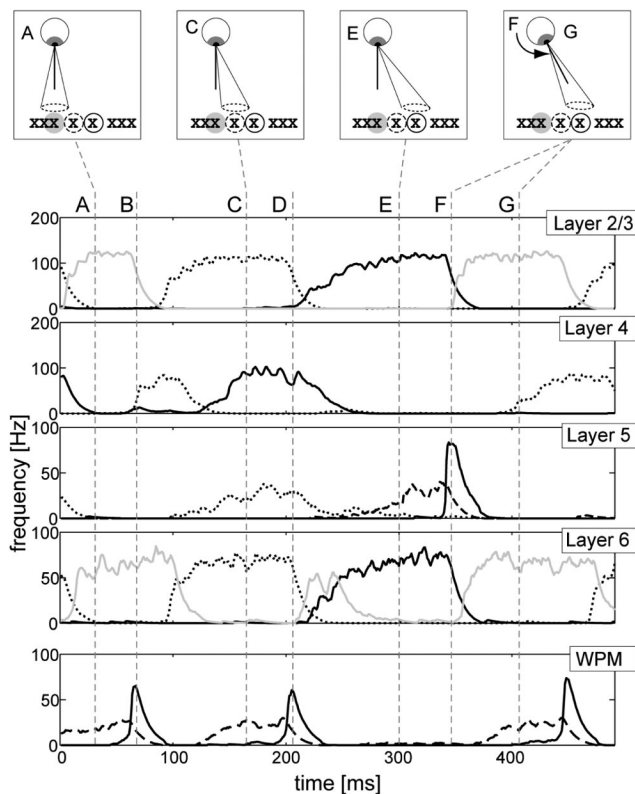 A
xxx x x xxx
C
xxx x x xxx
E
xxx x x xxx
F G
xxx x x xxx
A B C D E F G
Layer 2/3
200
100
0
Layer 4
200
100
0
Layer 5
100
50
0
Layer 6
100
50
0
WPM
100
50
0
frequency [Hz]
0 100 200 300 400
time [ms]